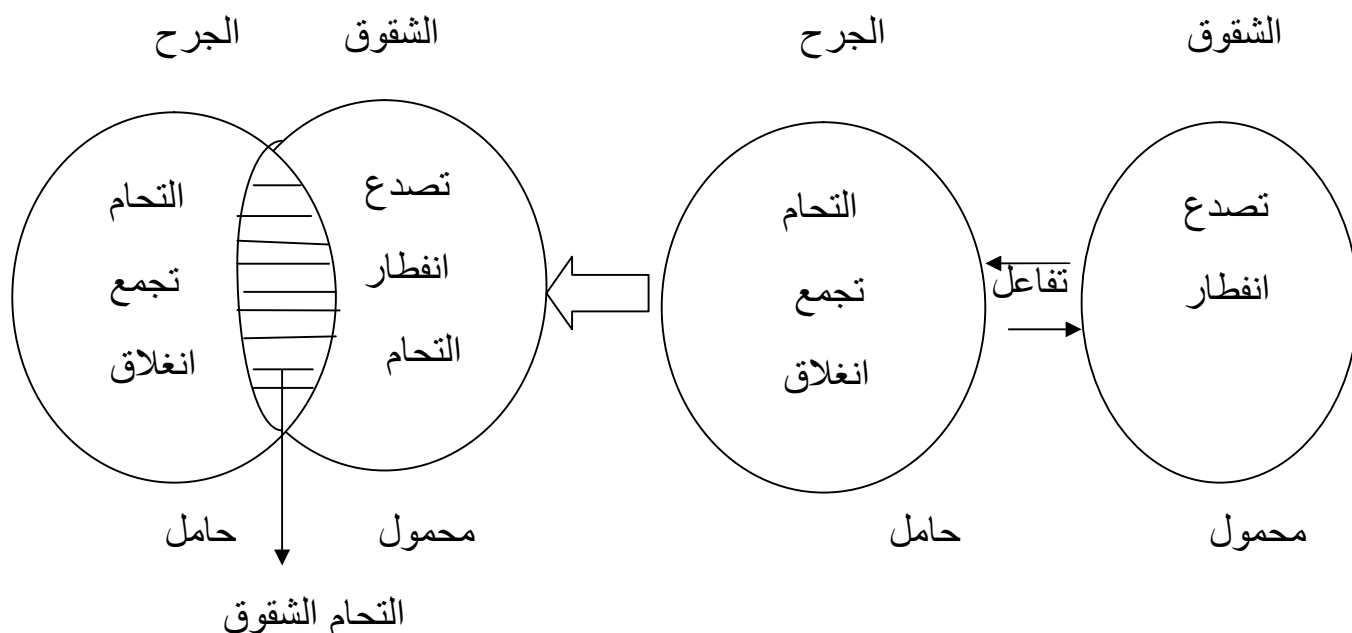 الشقوق الجرح الشقوق الجرح
تصدع التحام تصدع التحام
انفطار تفاعل تجمع انفطار تجمع
انغلاق التحام انغلاق
محمول حامل محمول حامل
التحام الشقوق